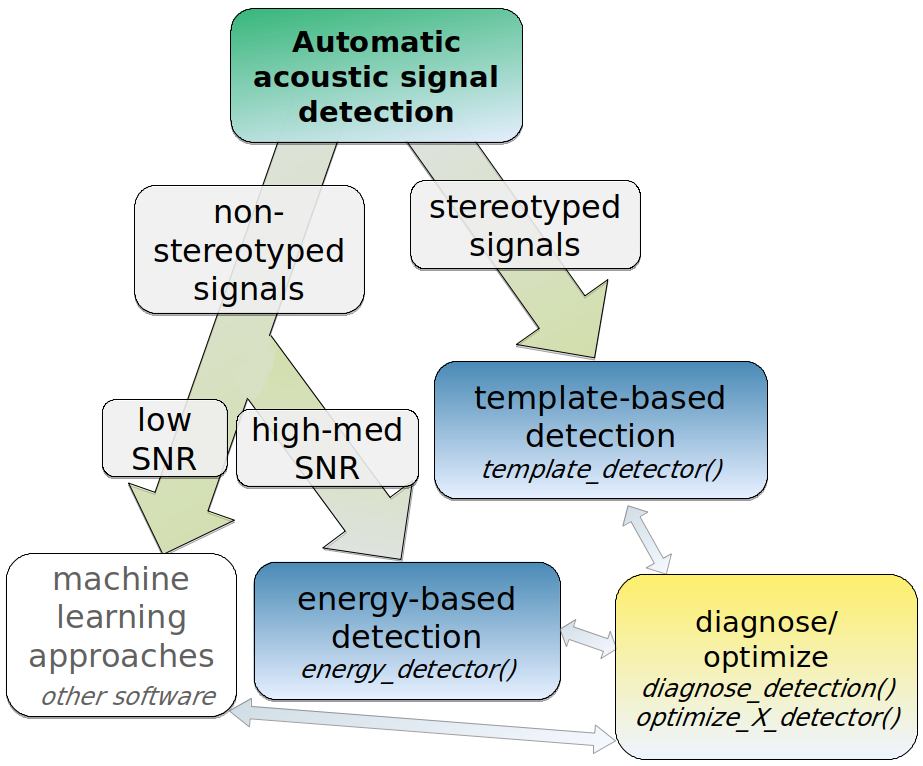 Automatic
acoustic signal
detection
non-
stereotyped
signals
stereotyped
signals
low
SNR
high-med
SNR
template-based
detection
template_detector()
machine
learning
approaches
other software
energy-based
detection
energy_detector()
diagnose/
optimize
diagnose_detection()
optimize_X_detector()